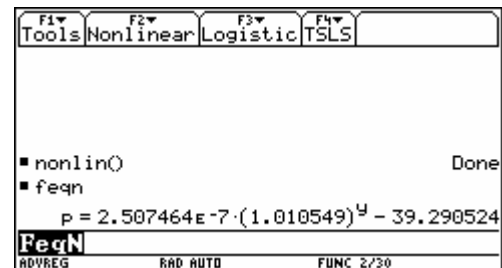 F1▼ F2▼ F3▼ F4▼
Tools Nonlinear Logistic TSLS
▪ nonlin() Done
▪ feqn
p = 2.507464ᴇ-7·(1.010549)^y - 39.290524
FeqN
ADVREG RAD AUTO FUNC 2/30